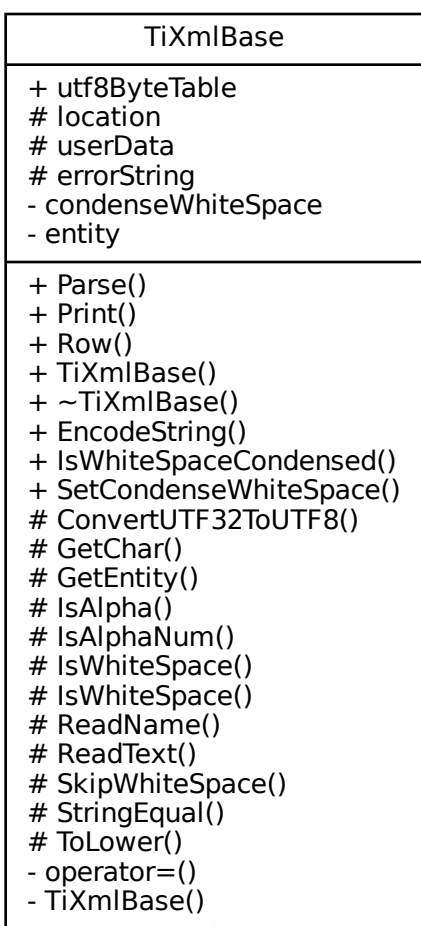 TiXmlBase
+ utf8ByteTable
# location
# userData
# errorString
- condenseWhiteSpace
- entity
+ Parse()
+ Print()
+ Row()
+ TiXmlBase()
+ ~TiXmlBase()
+ EncodeString()
+ IsWhiteSpaceCondensed()
+ SetCondenseWhiteSpace()
# ConvertUTF32ToUTF8()
# GetChar()
# GetEntity()
# IsAlpha()
# IsAlphaNum()
# IsWhiteSpace()
# IsWhiteSpace()
# ReadName()
# ReadText()
# SkipWhiteSpace()
# StringEqual()
# ToLower()
- operator=()
- TiXmlBase()